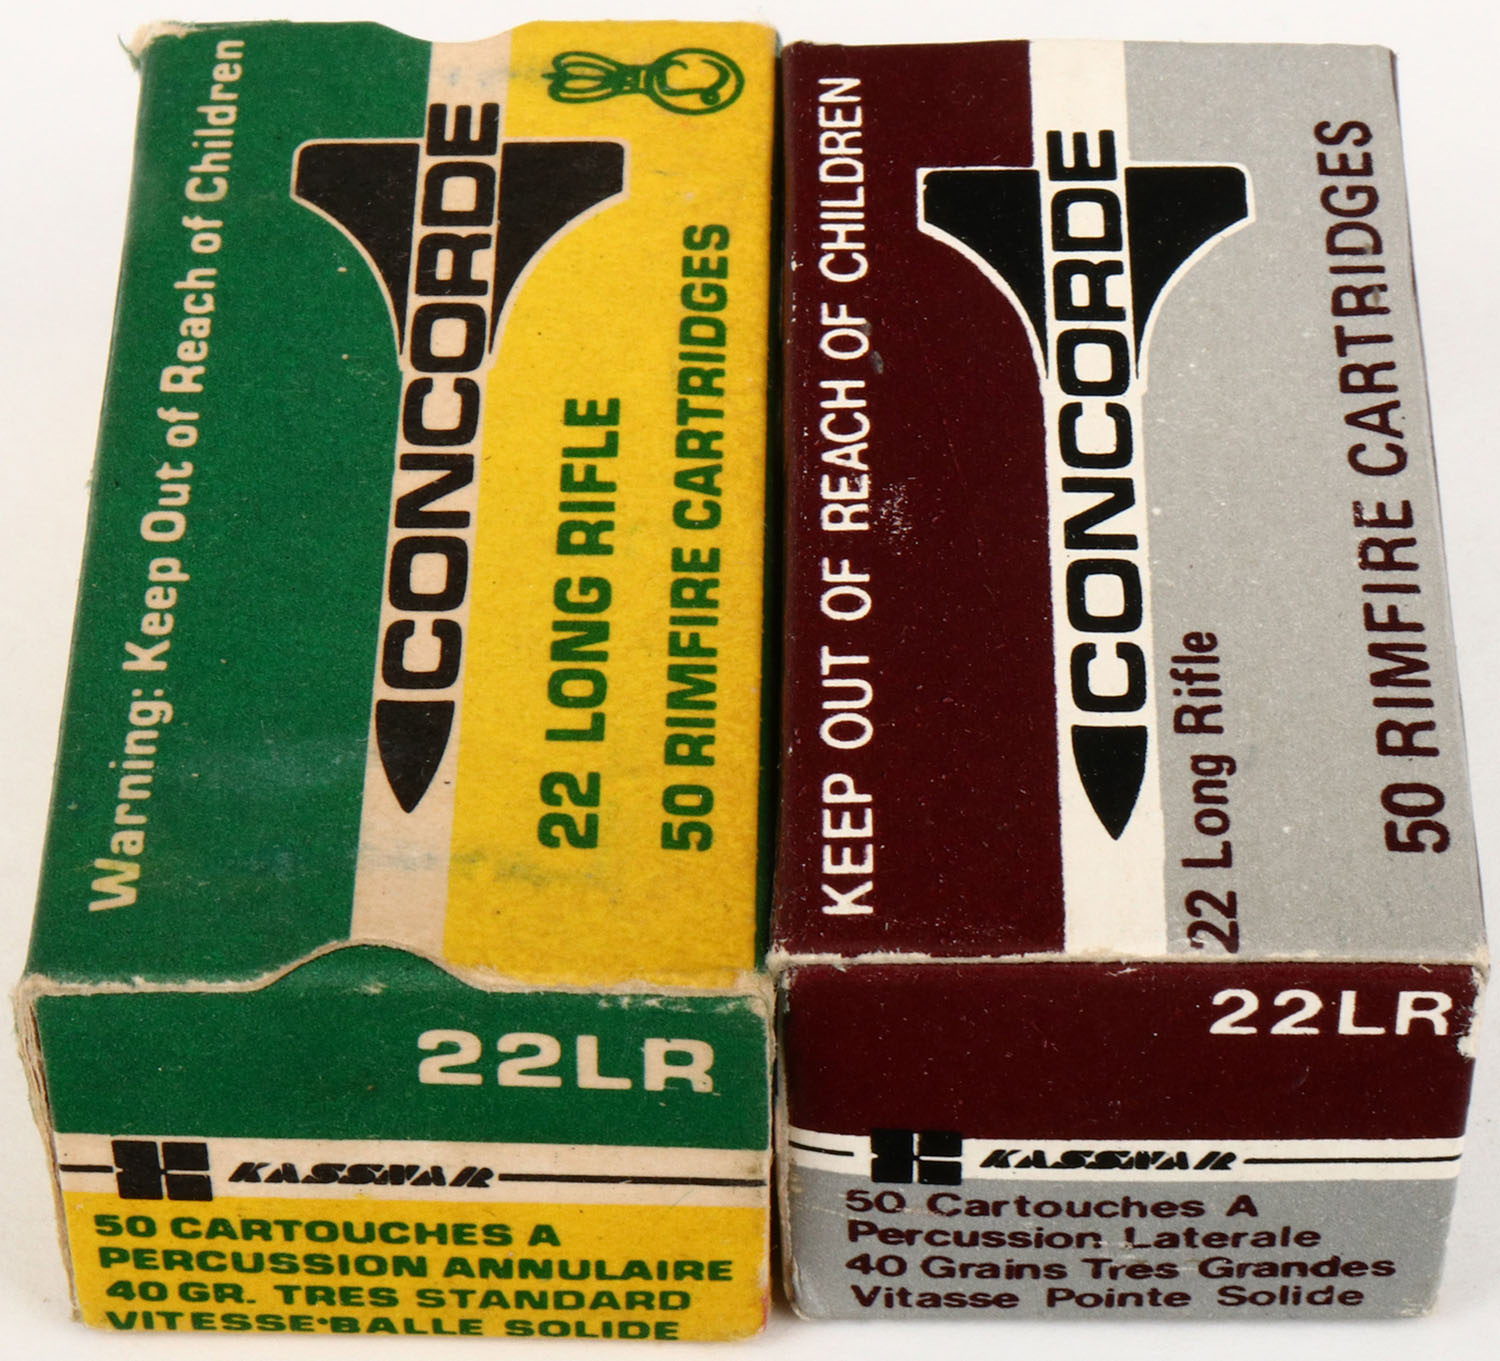 Warning: Keep Out of Reach of Children
CONCORDE
22 LONG RIFLE
50 RIMFIRE CARTRIDGES
22LR
KASSNAR
50 CARTOUCHES A
PERCUSSION ANNULAIRE
40 GR. TRES STANDARD
VITESSE•BALLE SOLIDE
KEEP OUT OF REACH OF CHILDREN
CONCORDE
22 Long Rifle
50 RIMFIRE CARTRIDGES
22LR
KASSNAR
50 Cartouches A
Percussion Laterale
40 Grains Tres Grandes
Vitasse Pointe Solide